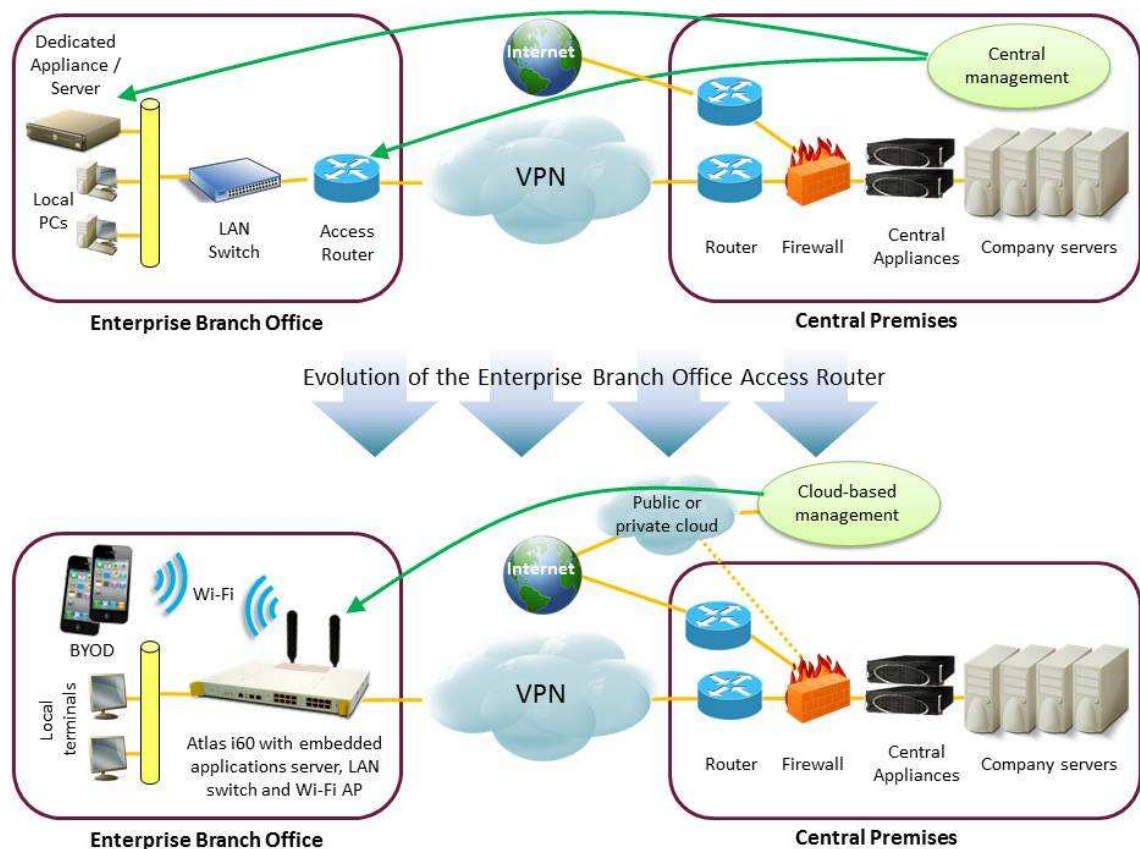 Dedicated
Appliance /
Server
Local
PCs
LAN
Switch
Access
Router
Enterprise Branch Office
Internet
VPN
Central
management
Router
Firewall
Central
Appliances
Company servers
Central Premises
Evolution of the Enterprise Branch Office Access Router
Public or
private cloud
Cloud-based
management
Internet
Wi-Fi
BYOD
Local
terminals
Atlas i60 with embedded
applications server, LAN
switch and Wi-Fi AP
Enterprise Branch Office
VPN
Router
Firewall
Central
Appliances
Company servers
Central Premises